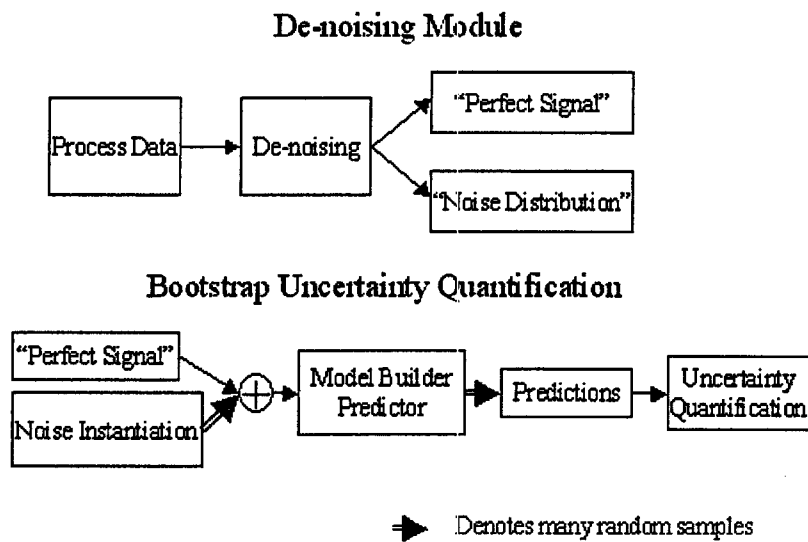 De-noising Module
Process Data
De-noising
"Perfect Signal"
"Noise Distribution"
Bootstrap Uncertainty Quantification
"Perfect Signal"
Noise Instantiation
Model Builder
Predictor
Predictions
Uncertainty
Quantification
Denotes many random samples